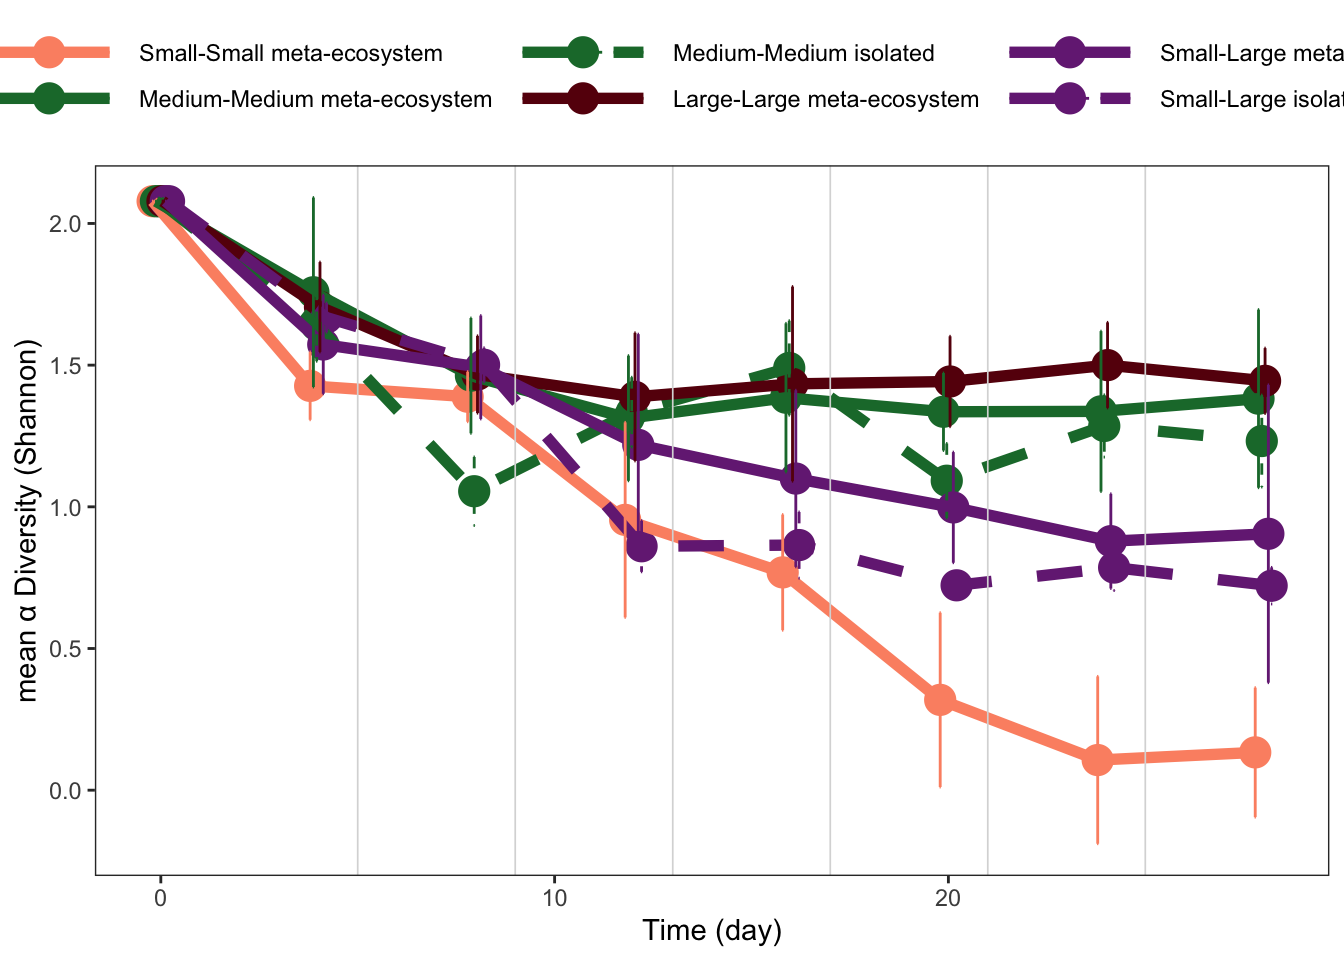 Small-Small meta-ecosystem Medium-Medium isolated Small-Large meta
Medium-Medium meta-ecosystem Large-Large meta-ecosystem Small-Large isolat
2.0
1.5
1.0
0.5
0.0
mean α Diversity (Shannon)
0 10 20
Time (day)